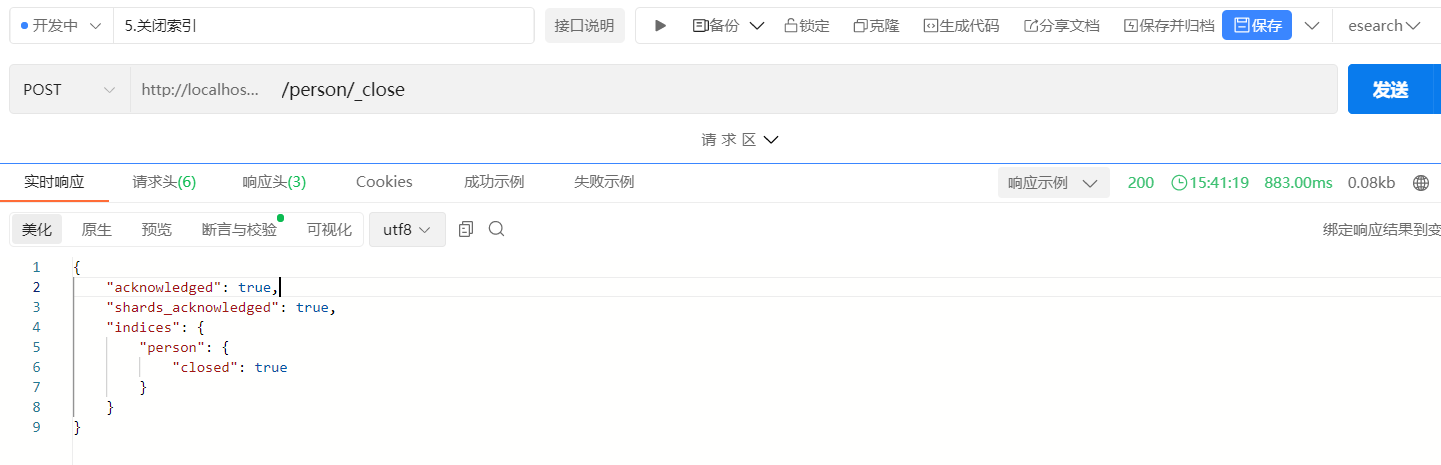 开发中 5.关闭索引 接口说明 备份 锁定 克隆 生成代码 分享文档 保存并归档 保存 esearch
POST http://localhos... /person/_close 发送
请 求 区
实时响应 请求头(6) 响应头(3) Cookies 成功示例 失败示例 响应示例 200 15:41:19 883.00ms 0.08kb
美化 原生 预览 断言与校验 可视化 utf8 绑定响应结果到变
1 {
2 "acknowledged": true,
3 "shards_acknowledged": true,
4 "indices": {
5 "person": {
6 "closed": true
7 }
8 }
9 }